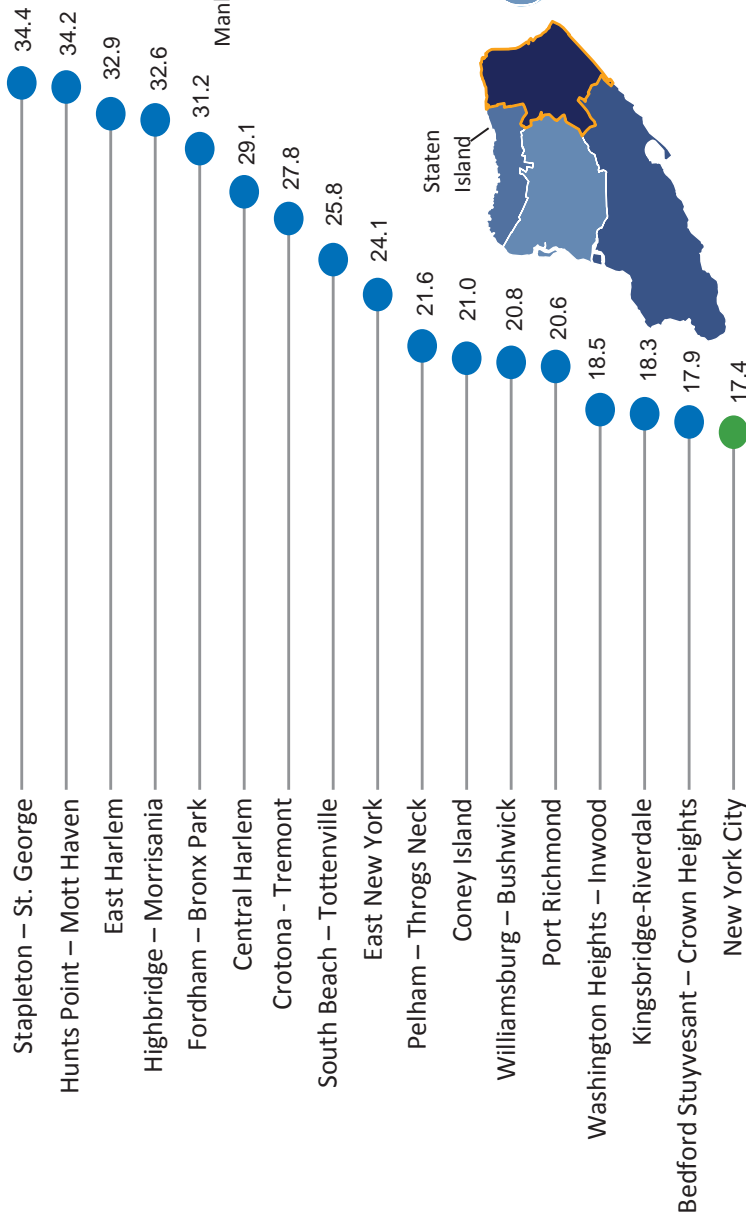 Stapleton – St. George 34.4
Hunts Point – Mott Haven 34.2
East Harlem 32.9
Highbridge – Morrisania 32.6
Fordham – Bronx Park 31.2
Central Harlem 29.1
Crotona - Tremont 27.8
South Beach – Tottenville 25.8
East New York 24.1
Pelham – Throgs Neck 21.6
Coney Island 21.0
Williamsburg – Bushwick 20.8
Port Richmond 20.6
Washington Heights – Inwood 18.5
Kingsbridge-Riverdale 18.3
Bedford Stuyvesant – Crown Heights 17.9
New York City 17.4
Staten
Island